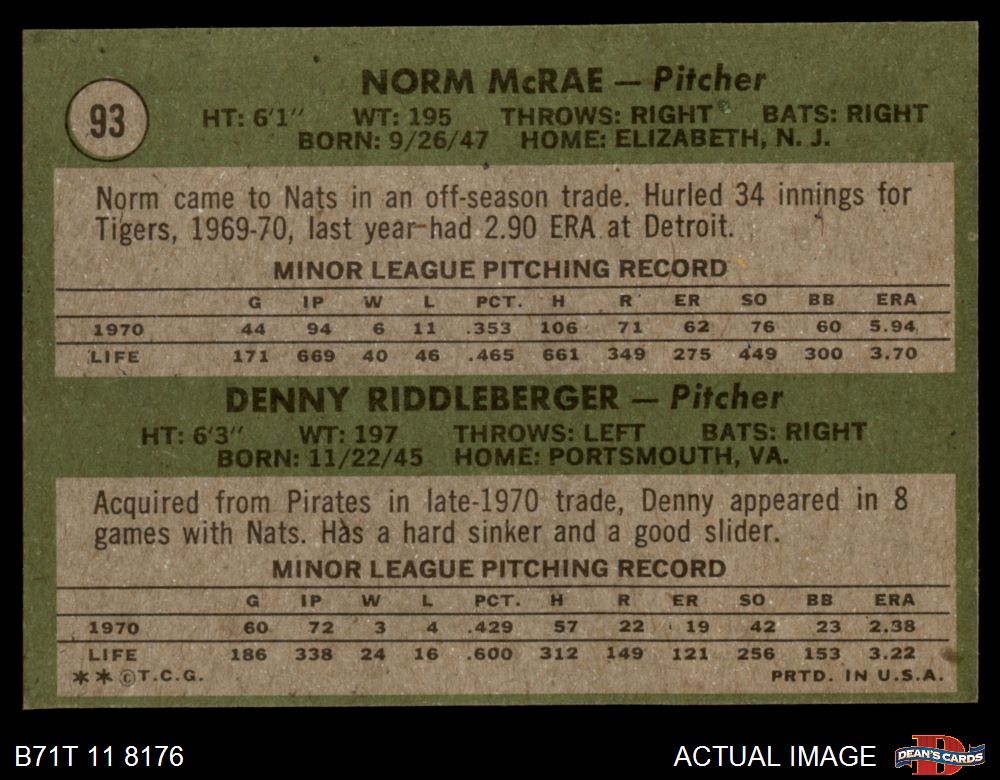 93
NORM McRAE — Pitcher
HT: 6'1" WT: 195 THROWS: RIGHT BATS: RIGHT
BORN: 9/26/47 HOME: ELIZABETH, N. J.
Norm came to Nats in an off-season trade. Hurled 34 innings for
Tigers, 1969-70, last year had 2.90 ERA at Detroit.
MINOR LEAGUE PITCHING RECORD
G IP W L PCT. H R ER SO BB ERA
1970 44 94 6 11 .353 106 71 62 76 60 5.94
LIFE 171 669 40 46 .465 661 349 275 449 300 3.70
DENNY RIDDLEBERGER — Pitcher
HT: 6'3" WT: 197 THROWS: LEFT BATS: RIGHT
BORN: 11/22/45 HOME: PORTSMOUTH, VA.
Acquired from Pirates in late-1970 trade, Denny appeared in 8
games with Nats. Has a hard sinker and a good slider.
MINOR LEAGUE PITCHING RECORD
G IP W L PCT. H R ER SO BB ERA
1970 60 72 3 4 .429 57 22 19 42 23 2.38
LIFE 186 338 24 16 .600 312 149 121 256 153 3.22
**©T.C.G. PRTD. IN U.S.A.
B71T 11 8176 ACTUAL IMAGE DEAN'S CARDS